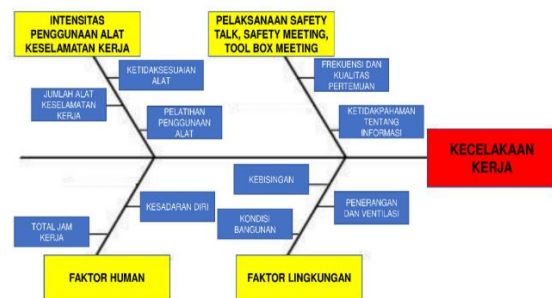 INTENSITAS
PENGGUNAAN ALAT
KESELAMATAN KERJA
PELAKSANAAN SAFETY
TALK, SAFETY MEETING,
TOOL BOX MEETING
KETIDAKSESUAIAN
ALAT
JUMLAH ALAT
KESELAMATAN
KERJA
PELATIHAN
PENGGUNAAN
ALAT
FREKUENSI DAN
KUALITAS
PERTEMUAN
KETIDAKPAHAMAN
TENTANG
INFORMASI
KECELAKAAN
KERJA
KESADARAN DIRI
TOTAL JAM
KERJA
KEBISINGAN
KONDISI
BANGUNAN
PENERANGAN
DAN VENTILASI
FAKTOR HUMAN
FAKTOR LINGKUNGAN